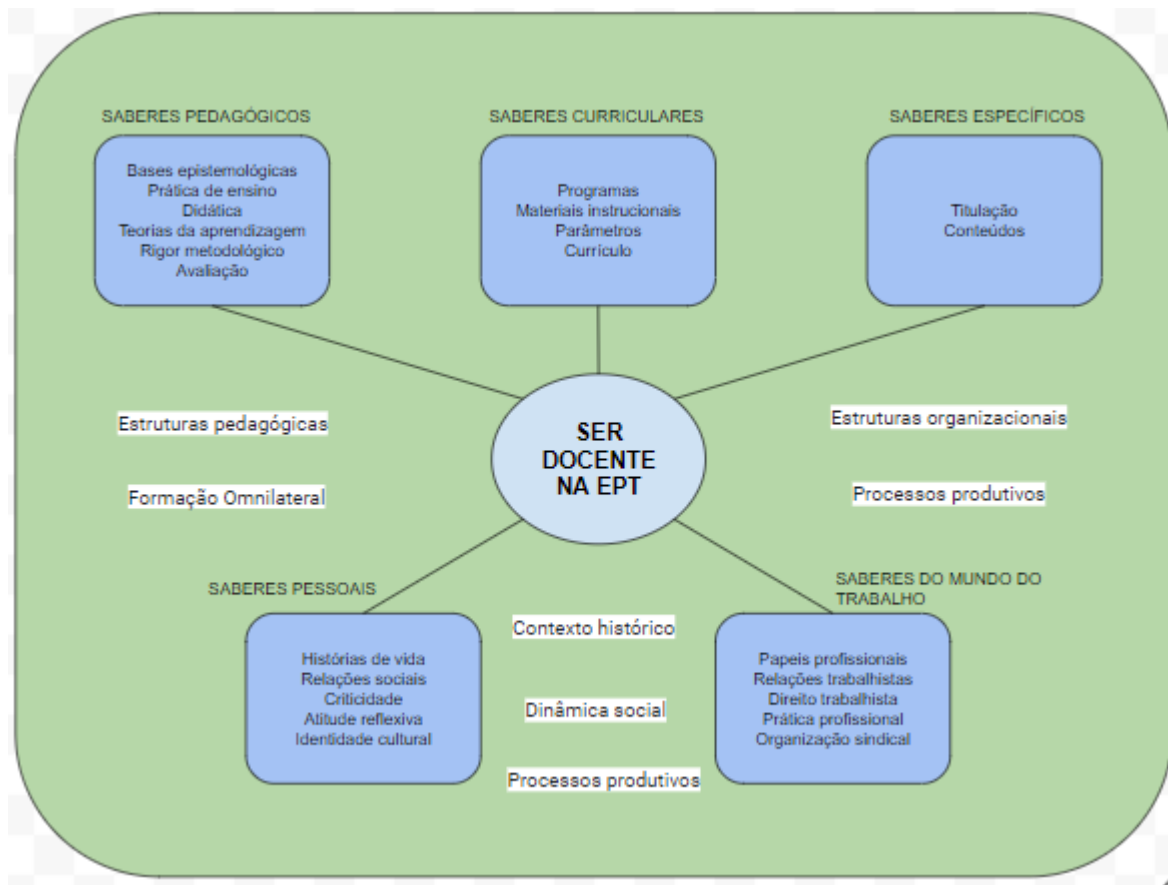 SABERES PEDAGÓGICOS
Bases epistemológicas
Prática de ensino
Didática
Teorias da aprendizagem
Rigor metodológico
Avaliação
SABERES CURRICULARES
Programas
Materiais instrucionais
Parâmetros
Currículo
SABERES ESPECÍFICOS
Titulação
Conteúdos
Estruturas pedagógicas
Formação Omnilateral
SER
DOCENTE
NA EPT
Estruturas organizacionais
Processos produtivos
SABERES PESSOAIS
Histórias de vida
Relações sociais
Criticidade
Atitude reflexiva
Identidade cultural
Contexto histórico
Dinâmica social
Processos produtivos
SABERES DO MUNDO DO
TRABALHO
Papeis profissionais
Relações trabalhistas
Direito trabalhista
Prática profissional
Organização sindical